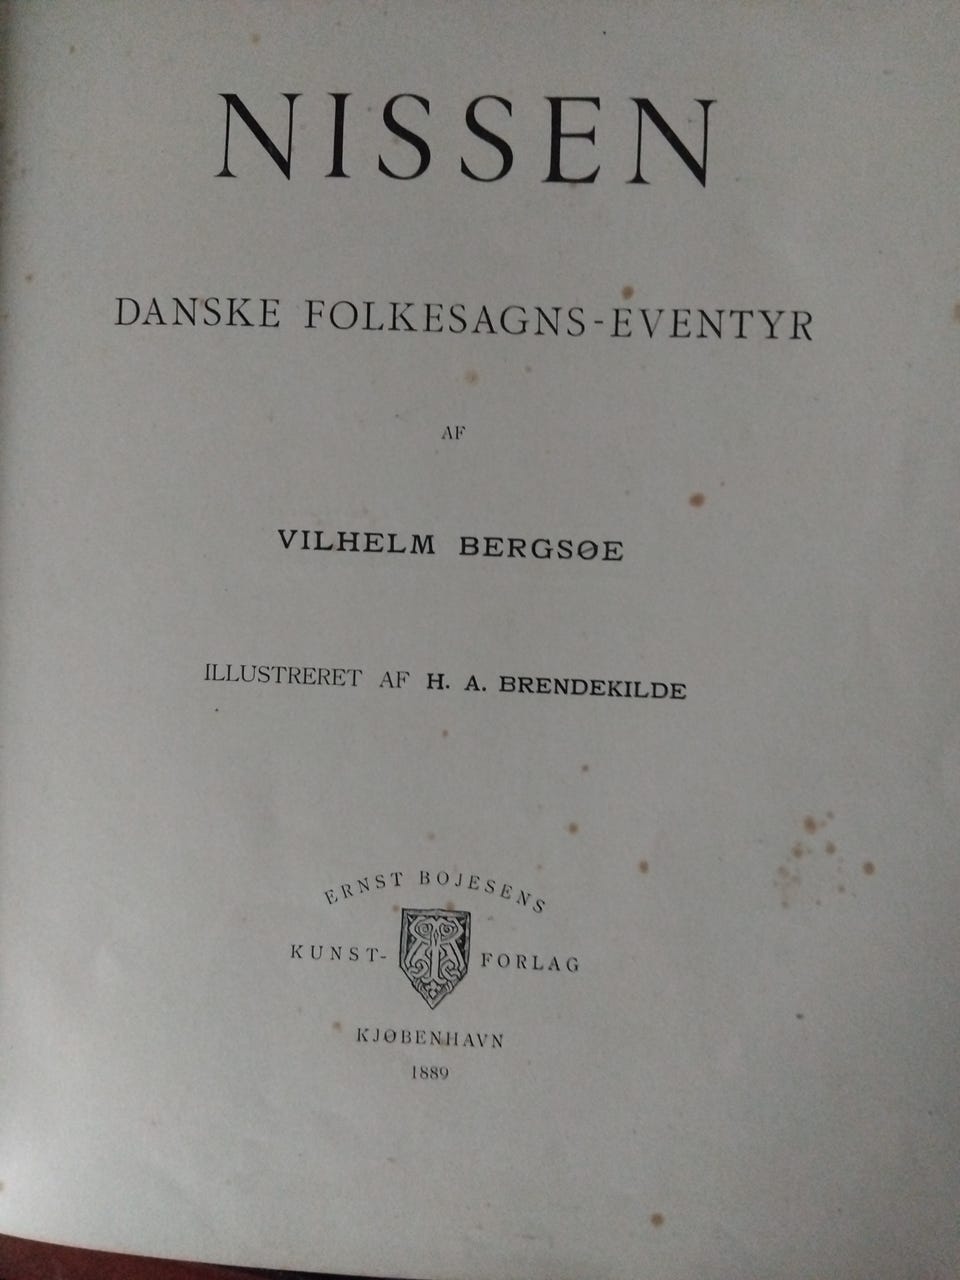 NISSEN
DANSKE FOLKESAGNS-EVENTYR
AF
VILHELM BERGSØE
ILLUSTRERET AF H. A. BRENDEKILDE
ERNST BOJESENS
KUNST- FORLAG
KJØBENHAVN
1889